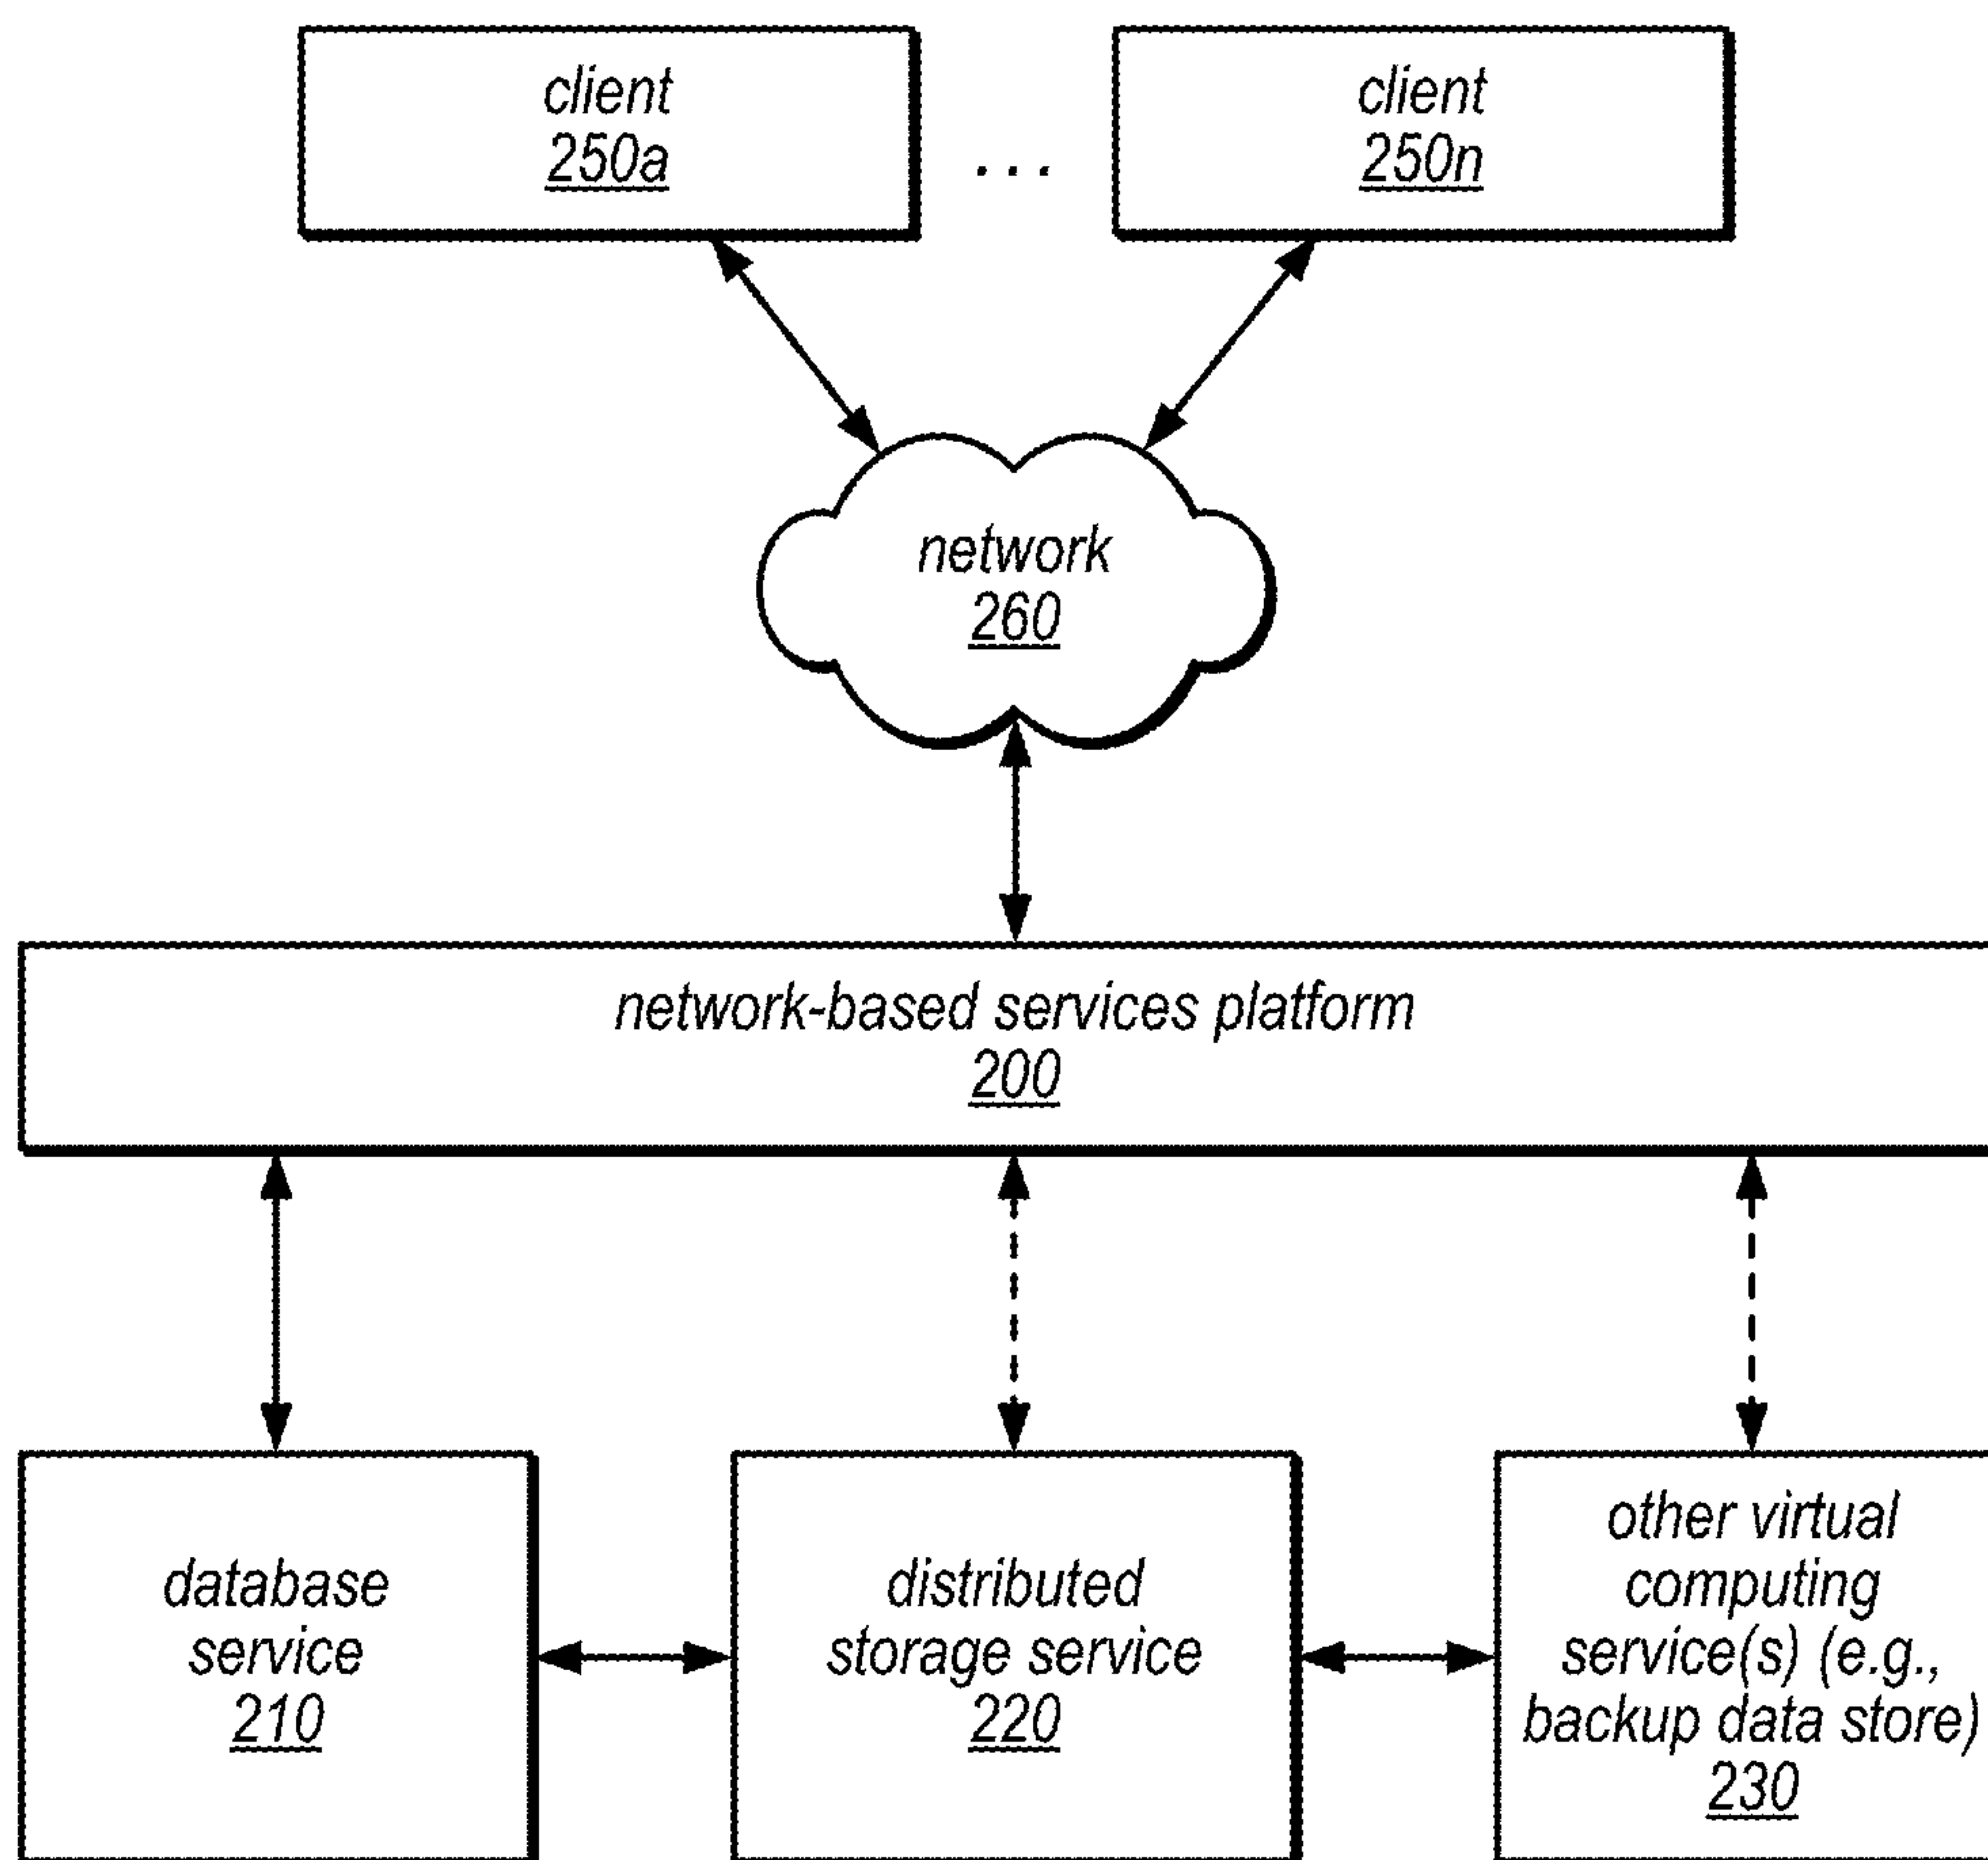 client
250a
. . .
client
250n
network
260
network-based services platform
200
database
service
210
distributed
storage service
220
other virtual
computing
service(s) (e.g.,
backup data store)
230